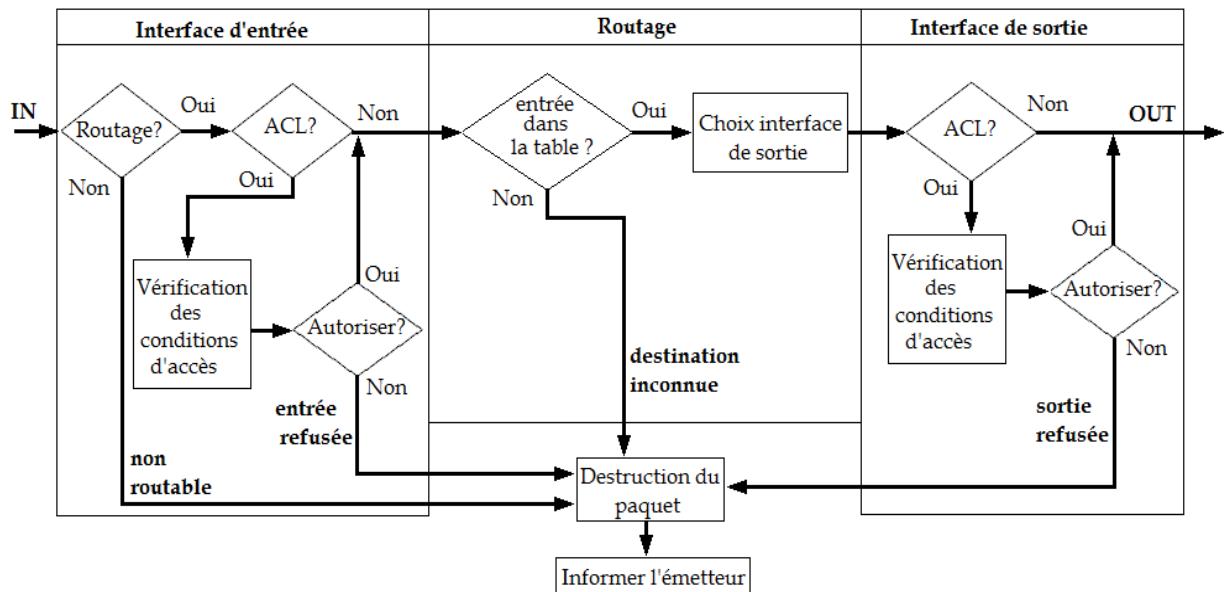 Interface d'entrée
Routage
Interface de sortie
IN
Routage?
Oui
ACL?
Non
entrée
dans
la table ?
Oui
Choix interface
de sortie
ACL?
Non
OUT
Non
Oui
Non
Oui
Vérification
des
conditions
d'accès
Oui
Autoriser?
Non
Vérification
des
conditions
d'accès
Oui
Autoriser?
Non
destination
inconnue
entrée
refusée
sortie
refusée
non
routable
Destruction du
paquet
Informer l'émetteur